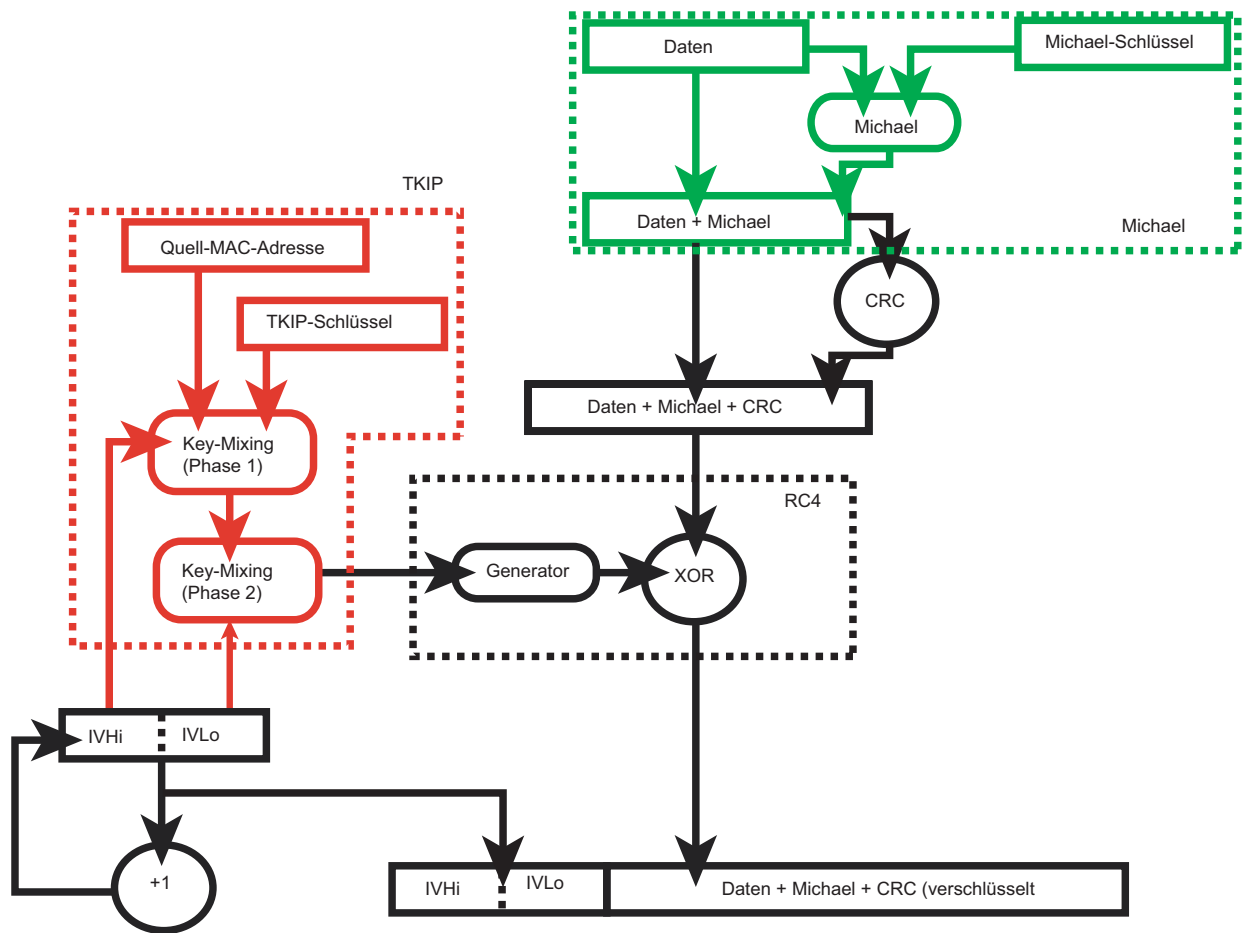 Daten
Michael-Schlüssel
Michael
TKIP
Daten + Michael
Michael
Quell-MAC-Adresse
CRC
TKIP-Schlüssel
Daten + Michael + CRC
Key-Mixing
(Phase 1)
RC4
Key-Mixing
(Phase 2)
Generator
XOR
IVHi
IVLo
+1
IVHi
IVLo
Daten + Michael + CRC (verschlüsselt